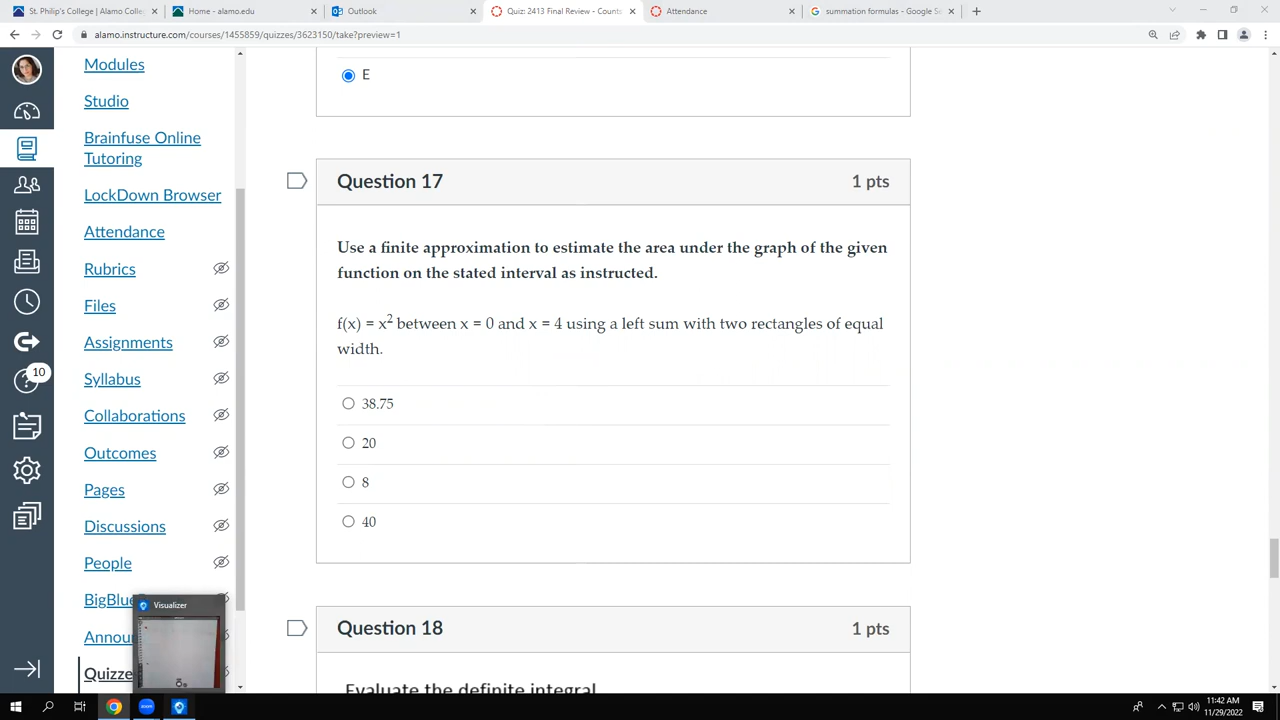 St. Philip's College | Alamo Collec
Home - alamo.edu
Outlook
Quiz: 2413 Final Review - Count
Attendance
summation formulas - Google Se
alamo.instructure.com/courses/1455859/quizzes/3623150/take?preview=1
Modules
Studio
Brainfuse Online
Tutoring
LockDown Browser
Attendance
Rubrics
Files
Assignments
10
Syllabus
Collaborations
Outcomes
Pages
Discussions
People
BigBlue
Visualizer
Announ
Quizze
E
Question 17
1 pts
Use a finite approximation to estimate the area under the graph of the given
function on the stated interval as instructed.
f(x) = x² between x = 0 and x = 4 using a left sum with two rectangles of equal
width.
38.75
20
8
40
Question 18
1 pts
Evaluate the definite integral
zoom
11:42 AM
11/29/2022